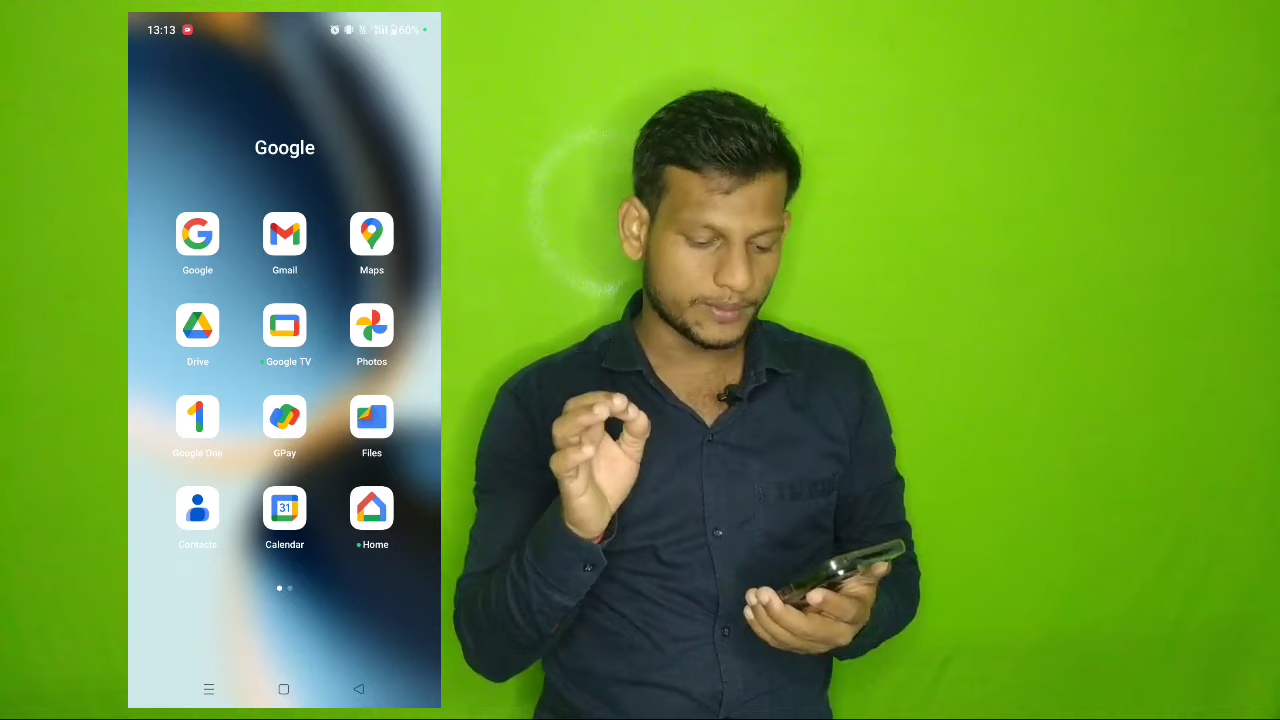 13:13 60%
Google
Google Gmail Maps
Drive Google TV Photos
Google One GPay Files
31
Contacts Calendar Home